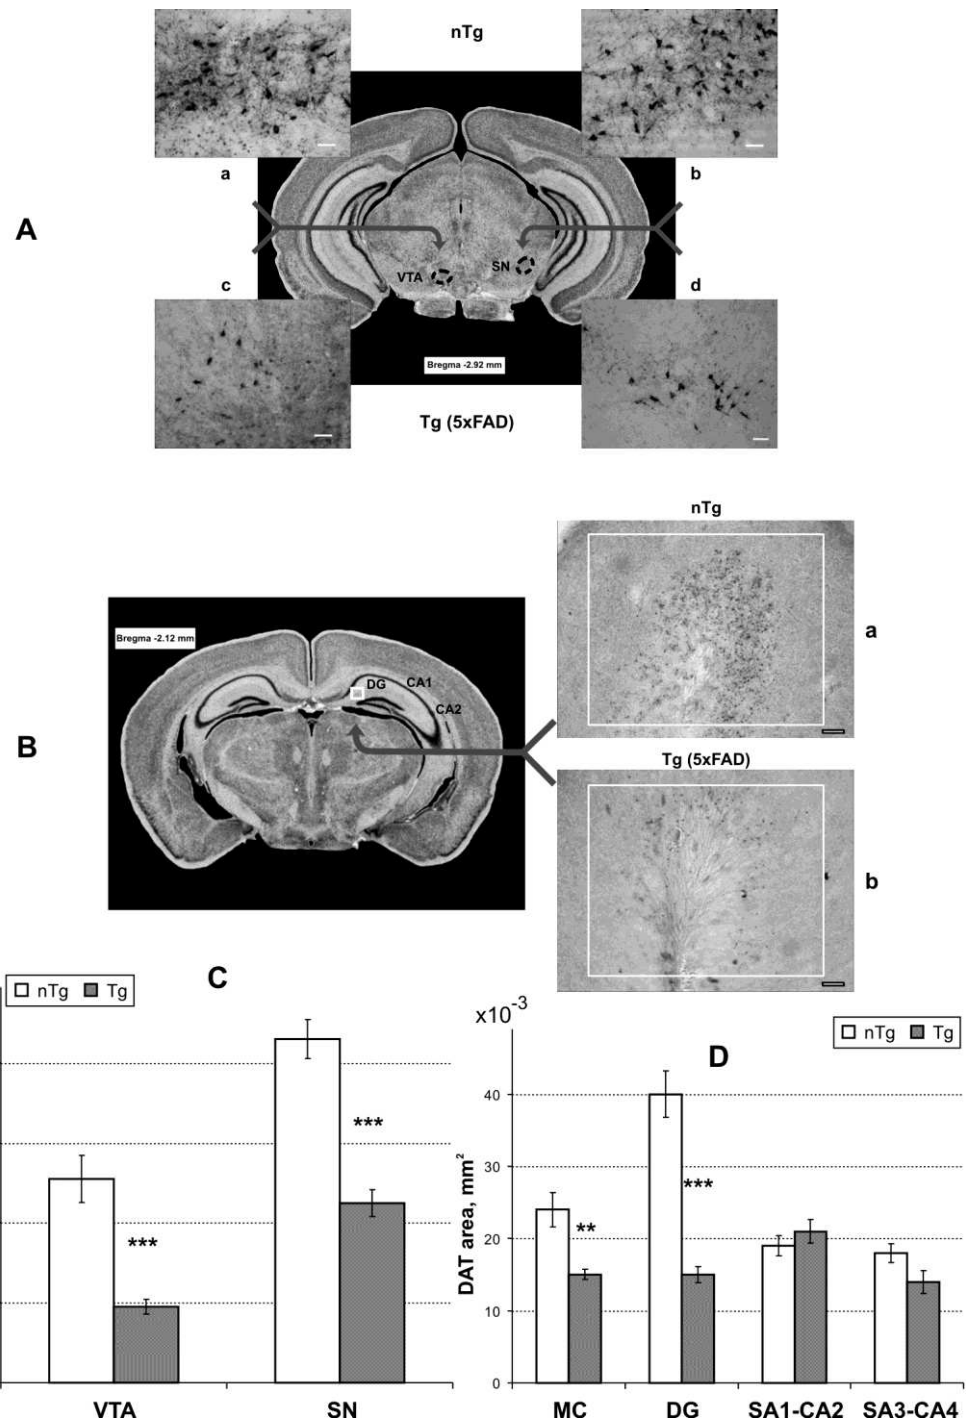 nTg
a
b
A
VTA
SN
c
d
Bregma -2.92 mm
Tg (5xFAD)
nTg
Bregma -2.12 mm
DG
CA1
CA2
a
B
Tg (5xFAD)
b
C
nTg Tg
***
***
VTA SN
x10-3
nTg Tg
D
DAT area, mm2
40
30
20
10
0
**
***
MC DG SA1-CA2 SA3-CA4